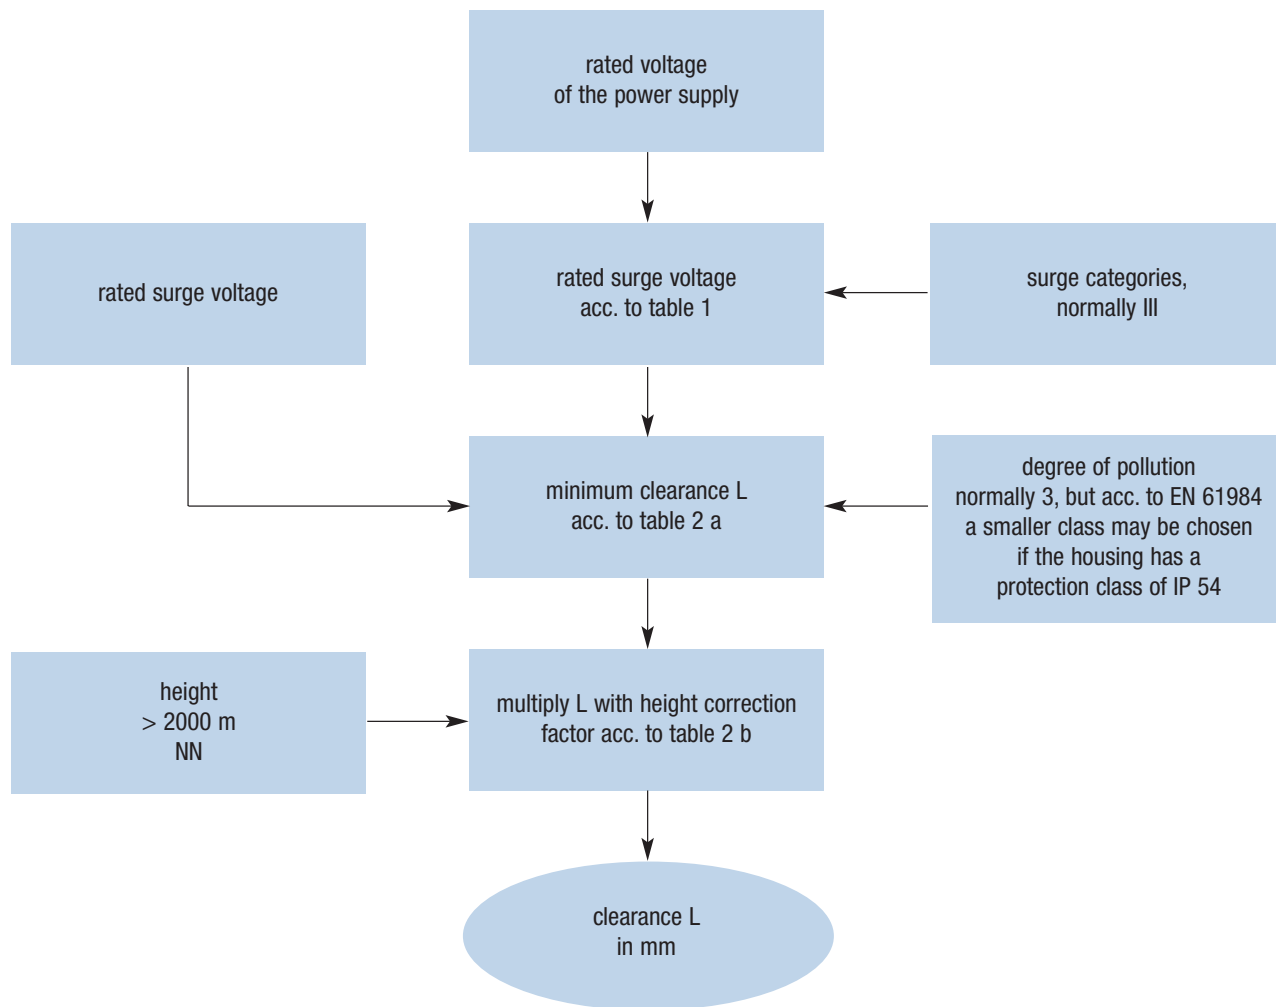 rated voltage
of the power supply
rated surge voltage
rated surge voltage
acc. to table 1
surge categories,
normally III
minimum clearance L
acc. to table 2 a
degree of pollution
normally 3, but acc. to EN 61984
a smaller class may be chosen
if the housing has a
protection class of IP 54
height
> 2000 m
NN
multiply L with height correction
factor acc. to table 2 b
clearance L
in mm